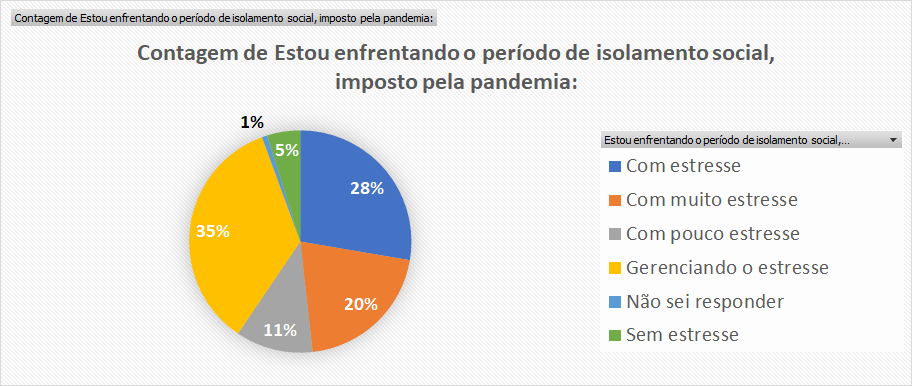 Contagem de Estou enfrentando o período de isolamento social, imposto pela pandemia:
Contagem de Estou enfrentando o período de isolamento social,
imposto pela pandemia:
1%
5%
28%
35%
20%
11%
Estou enfrentando o período de isolamento social,...
Com estresse
Com muito estresse
Com pouco estresse
Gerenciando o estresse
Não sei responder
Sem estresse